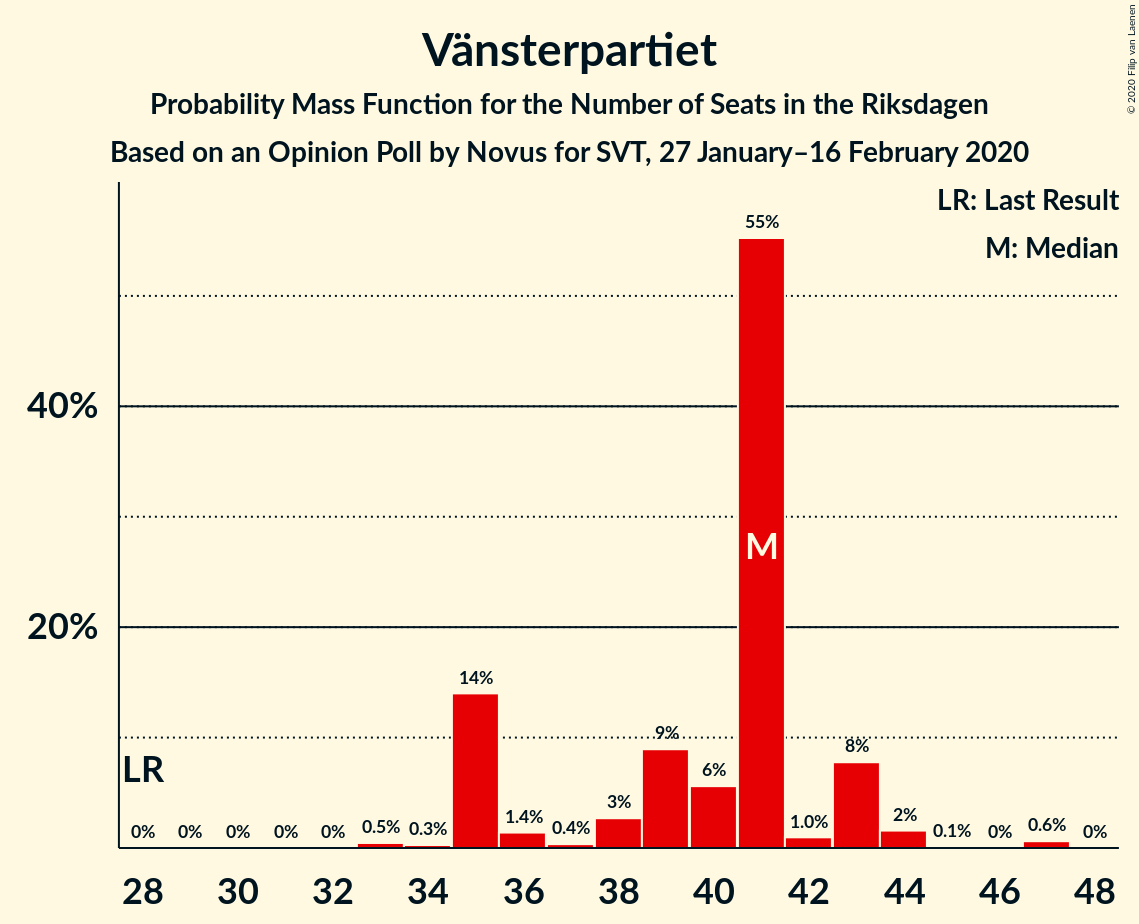 Vänsterpartiet
Probability Mass Function for the Number of Seats in the Riksdagen
Based on an Opinion Poll by Novus for SVT, 27 January–16 February 2020
© 2020 Filip van Laenen
LR: Last Result
M: Median
55%
40%
M
20%
14%
9%
8%
LR
6%
3%
0% 0% 0% 0% 0% 0.5% 0.3% 1.4% 0.4% 1.0% 2% 0.1% 0% 0.6% 0%
28 30 32 34 36 38 40 42 44 46 48